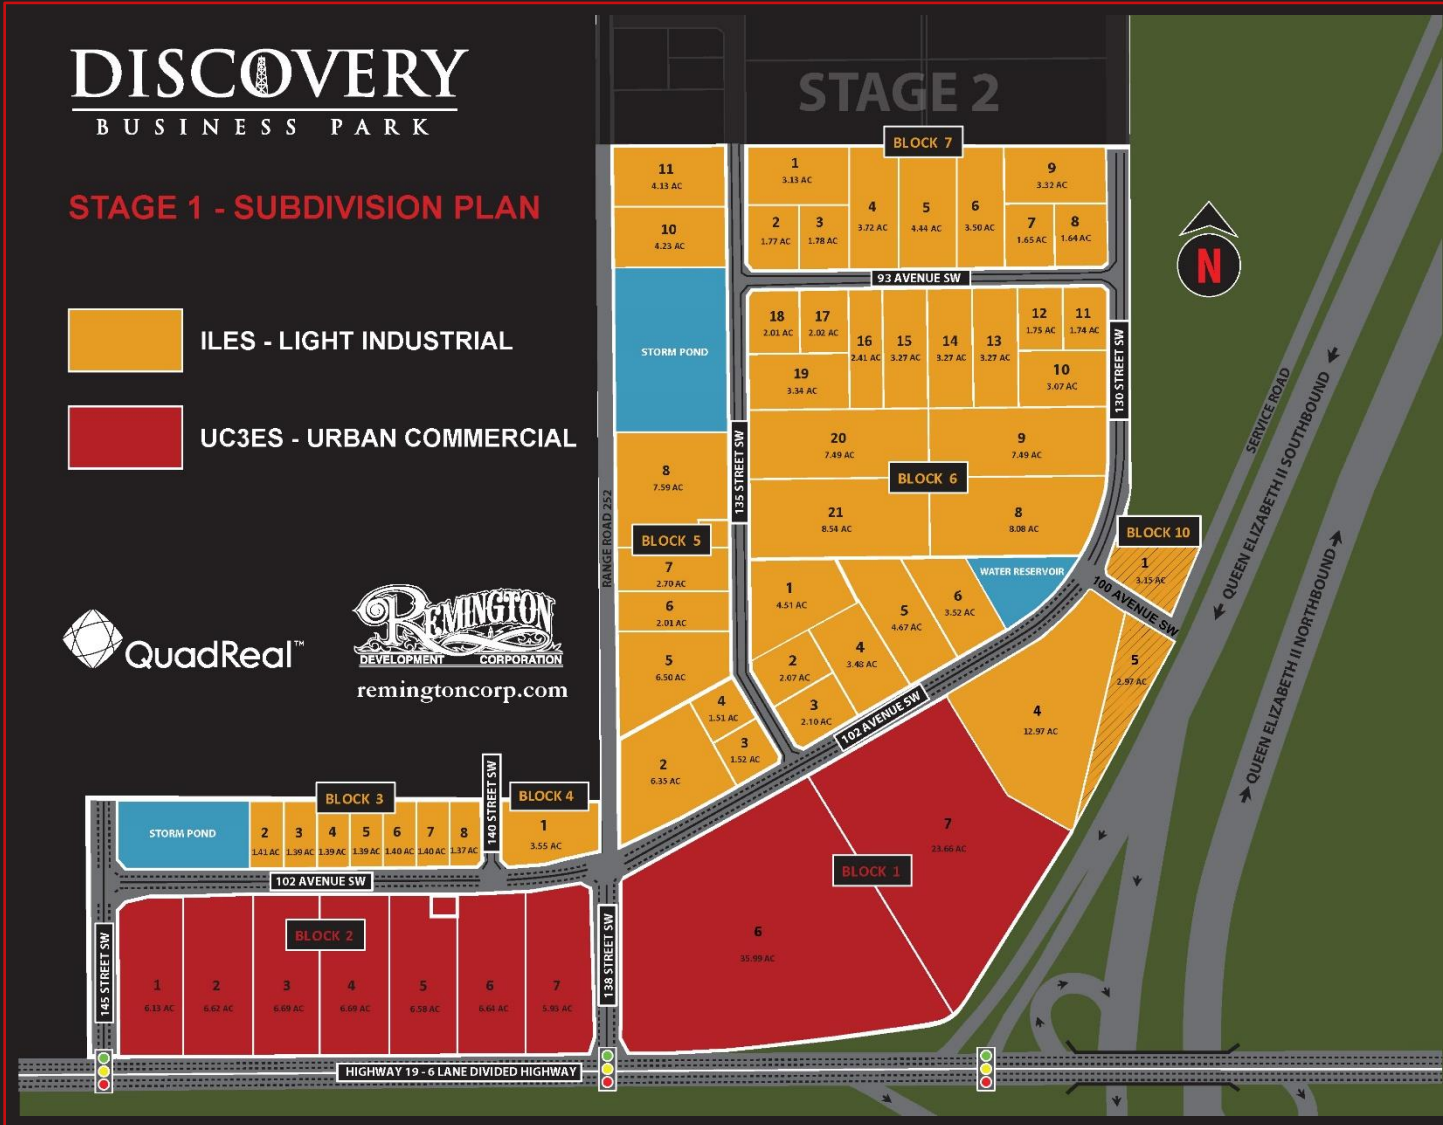 DISCOVERY
BUSINESS PARK
STAGE 1 - SUBDIVISION PLAN
ILES - LIGHT INDUSTRIAL
UC3ES - URBAN COMMERCIAL
QuadReal™
REMINGTON
DEVELOPMENT CORPORATION
remingtoncorp.com
STAGE 2
BLOCK 7
1
3.13 AC
2
1.77 AC
3
1.78 AC
4
3.72 AC
5
4.44 AC
6
3.50 AC
9
3.32 AC
7
1.65 AC
8
1.64 AC
93 AVENUE SW
N
11
4.13 AC
10
4.23 AC
STORM POND
8
7.59 AC
BLOCK 5
7
2.70 AC
6
2.01 AC
5
6.50 AC
4
1.51 AC
3
1.52 AC
2
6.35 AC
RANGE ROAD 252
135 STREET SW
130 STREET SW
18
2.01 AC
17
2.02 AC
16
2.41 AC
15
3.27 AC
14
3.27 AC
13
3.27 AC
12
1.75 AC
11
1.74 AC
19
3.34 AC
10
3.07 AC
20
7.49 AC
9
7.49 AC
BLOCK 6
21
8.54 AC
8
8.08 AC
1
4.51 AC
2
2.07 AC
3
2.10 AC
4
3.48 AC
5
4.67 AC
6
3.52 AC
WATER RESERVOIR
102 AVENUE SW
BLOCK 10
1
3.15 AC
100 AVENUE SW
5
2.97 AC
4
12.97 AC
SERVICE ROAD
QUEEN ELIZABETH II SOUTHBOUND
QUEEN ELIZABETH II NORTHBOUND
7
23.66 AC
BLOCK 1
6
35.99 AC
BLOCK 3
STORM POND
2
1.41 AC
3
1.39 AC
4
1.39 AC
5
1.39 AC
6
1.40 AC
7
1.40 AC
8
1.37 AC
140 STREET SW
BLOCK 4
1
3.55 AC
102 AVENUE SW
145 STREET SW
BLOCK 2
1
6.13 AC
2
6.62 AC
3
6.69 AC
4
6.69 AC
5
6.58 AC
6
6.64 AC
7
5.93 AC
138 STREET SW
HIGHWAY 19 - 6 LANE DIVIDED HIGHWAY